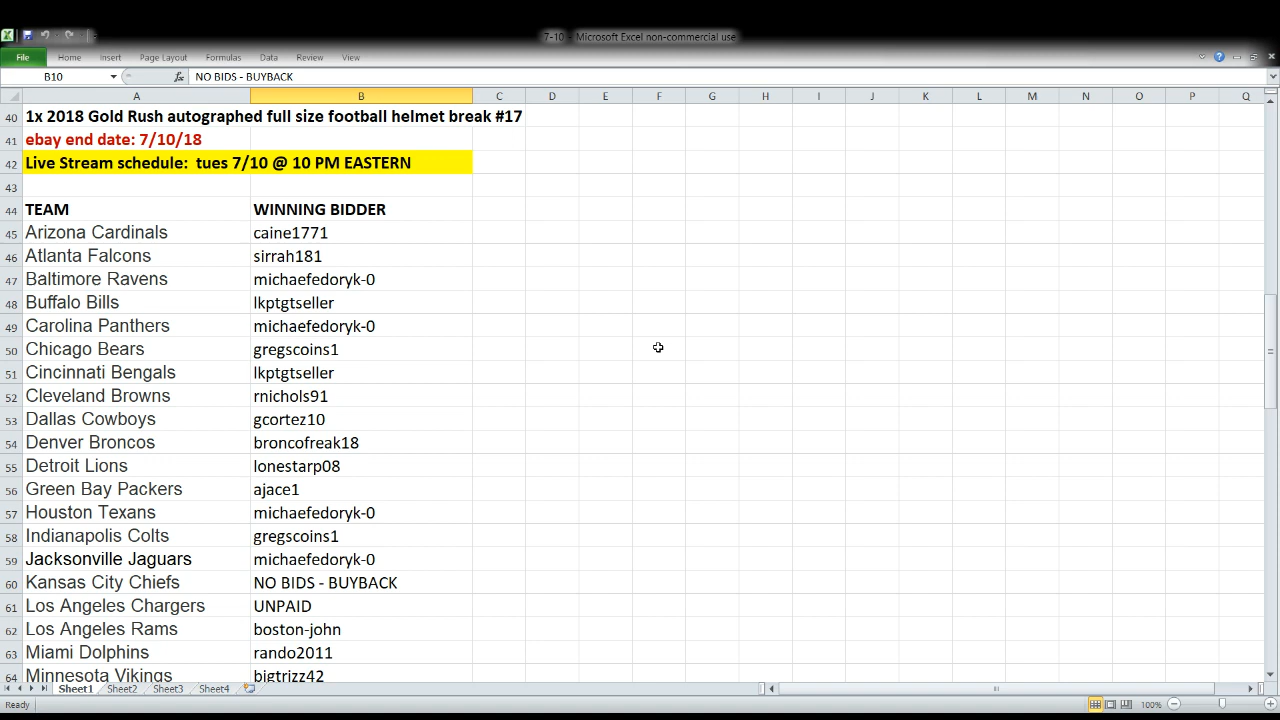 7-10 - Microsoft Excel non-commercial use
File Home Insert Page Layout Formulas Data Review View
B10 fx NO BIDS - BUYBACK
A B C D E F G H I J K L M N O P Q
40 1x 2018 Gold Rush autographed full size football helmet break #17
41 ebay end date: 7/10/18
42 Live Stream schedule: tues 7/10 @ 10 PM EASTERN
43
44 TEAM WINNING BIDDER
45 Arizona Cardinals caine1771
46 Atlanta Falcons sirrah181
47 Baltimore Ravens michaefedoryk-0
48 Buffalo Bills lkptgtseller
49 Carolina Panthers michaefedoryk-0
50 Chicago Bears gregscoins1
51 Cincinnati Bengals lkptgtseller
52 Cleveland Browns rnichols91
53 Dallas Cowboys gcortez10
54 Denver Broncos broncofreak18
55 Detroit Lions lonestarp08
56 Green Bay Packers ajace1
57 Houston Texans michaefedoryk-0
58 Indianapolis Colts gregscoins1
59 Jacksonville Jaguars michaefedoryk-0
60 Kansas City Chiefs NO BIDS - BUYBACK
61 Los Angeles Chargers UNPAID
62 Los Angeles Rams boston-john
63 Miami Dolphins rando2011
64 Minnesota Vikings bigtrizz42
Sheet1 Sheet2 Sheet3 Sheet4
Ready 100%